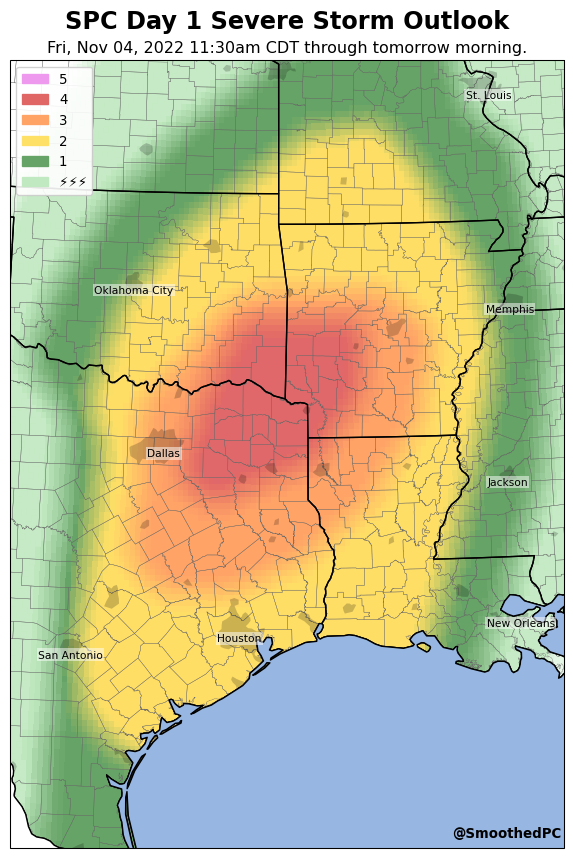 SPC Day 1 Severe Storm Outlook
Fri, Nov 04, 2022 11:30am CDT through tomorrow morning.
5
4
3
2
1
⚡⚡⚡
St. Louis
Oklahoma City
Memphis
Dallas
Jackson
New Orleans
Houston
San Antonio
@SmoothedPC